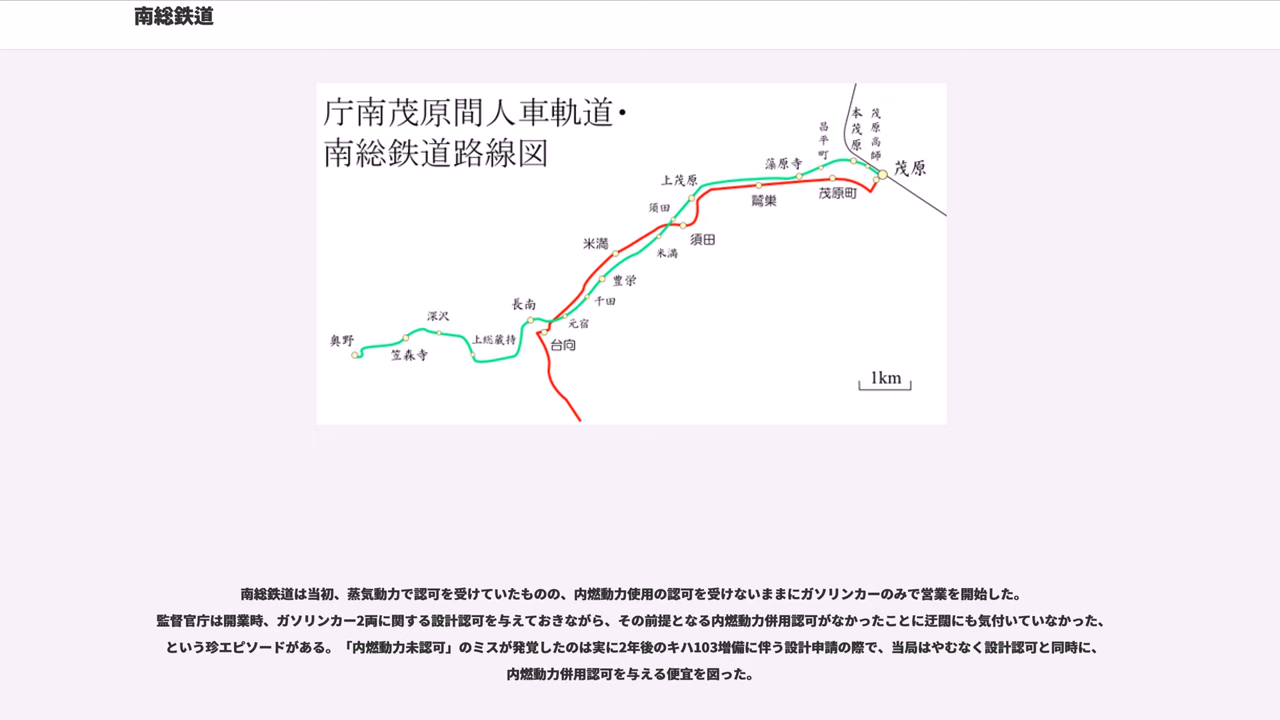 南総鉄道
庁南茂原間人車軌道・
南総鉄道路線図
本茂原
茂原高師
昌平町
藻原寺
茂原
上茂原
茂原町
鷲巣
須田
須田
米満
米満
豊栄
千田
長南
元宿
深沢
上総蔵持
台向
奥野
笠森寺
1km
南総鉄道は当初、蒸気動力で認可を受けていたものの、内燃動力使用の認可を受けないままにガソリンカーのみで営業を開始した。
監督官庁は開業時、ガソリンカー2両に関する設計認可を与えておきながら、その前提となる内燃動力併用認可がなかったことに迂闊にも気付いていなかった、
という珍エピソードがある。「内燃動力未認可」のミスが発覚したのは実に2年後のキハ103増備に伴う設計申請の際で、当局はやむなく設計認可と同時に、
内燃動力併用認可を与える便宜を図った。